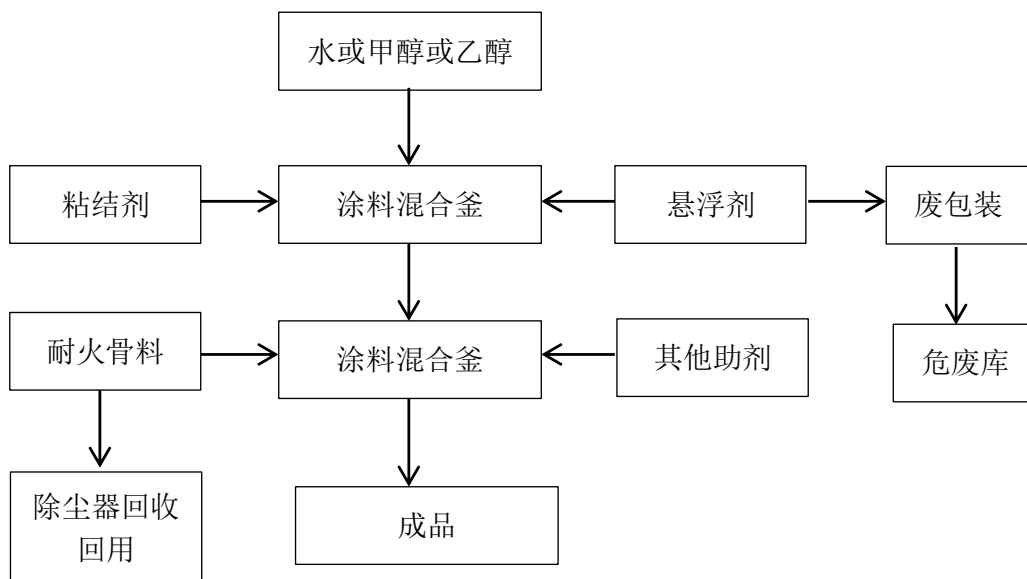 水或甲醇或乙醇
粘结剂
涂料混合釜
悬浮剂
废包装
耐火骨料
涂料混合釜
其他助剂
危废库
除尘器回收
回用
成品